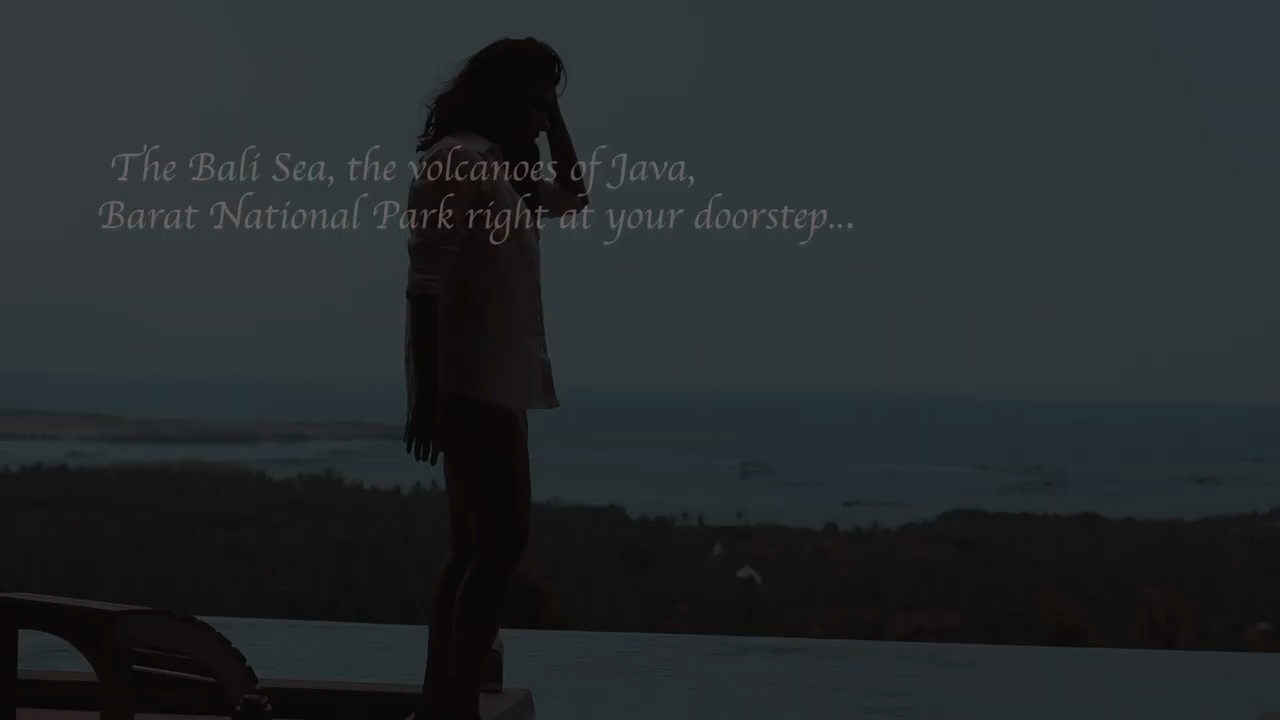 The Bali Sea, the volcanoes of Java,
Barat National Park right at your doorstep...